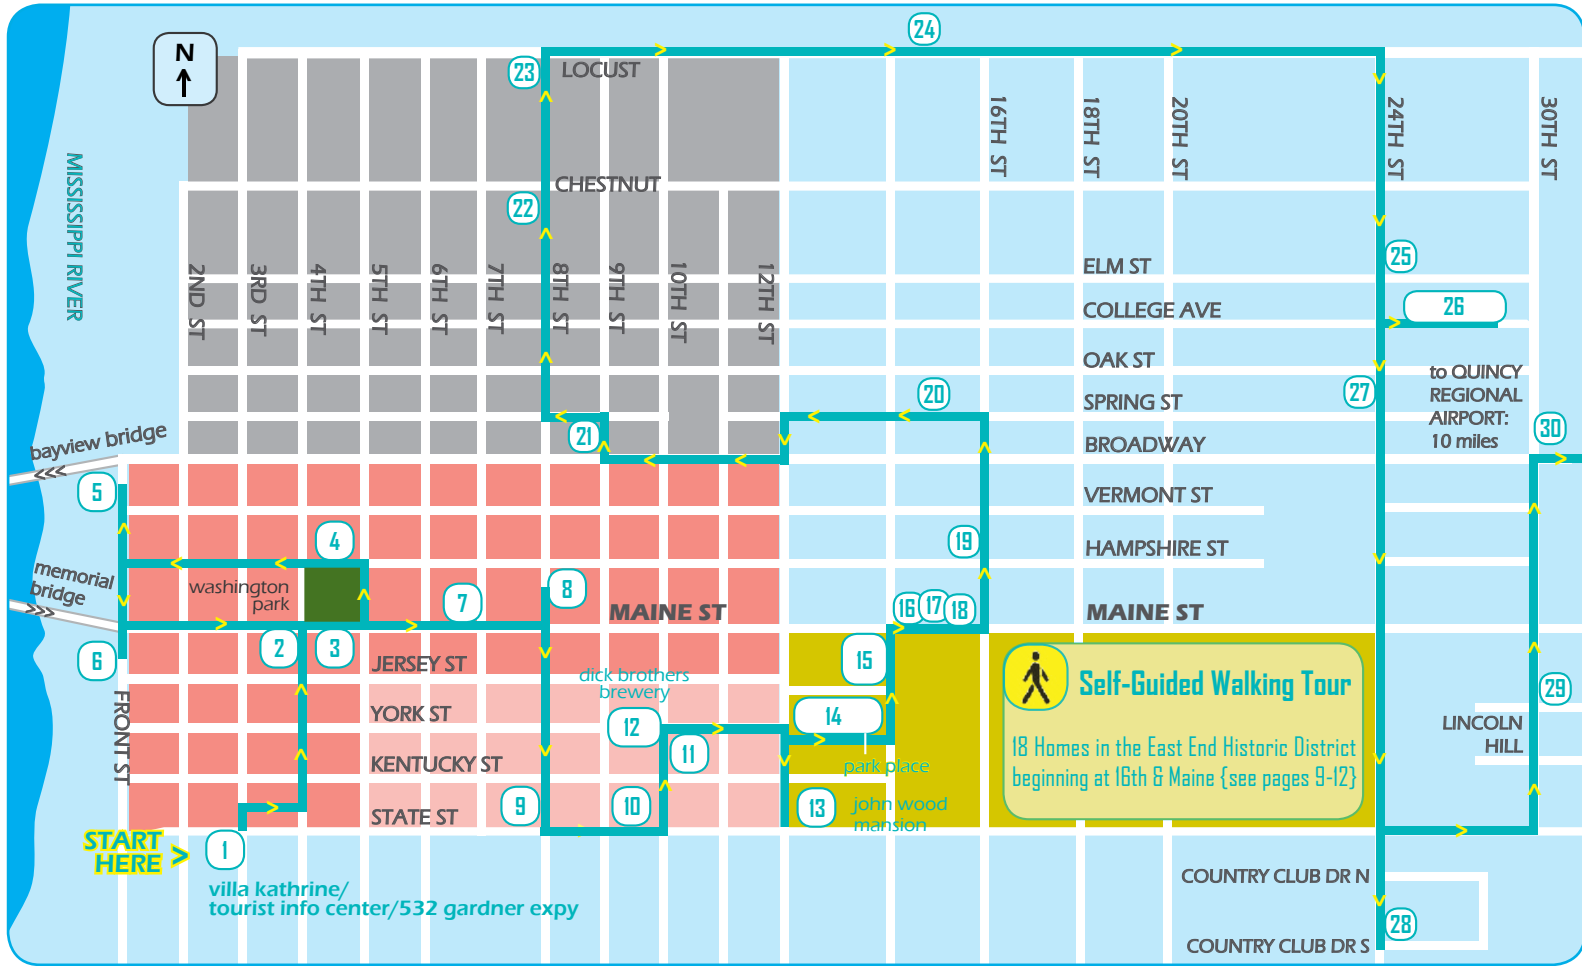 N
24
23
LOCUST
16TH ST
18TH ST
20TH ST
24TH ST
30TH ST
MISSISSIPPI RIVER
CHESTNUT
22
2ND ST
3RD ST
4TH ST
5TH ST
6TH ST
7TH ST
8TH ST
9TH ST
10TH ST
12TH ST
ELM ST
25
COLLEGE AVE
26
OAK ST
to QUINCY
REGIONAL
AIRPORT:
10 miles
27
20
SPRING ST
bayview bridge
<<<
21
BROADWAY
30
5
VERMONT ST
4
19
HAMPSHIRE ST
memorial
bridge
>>>
washington
park
7
8
MAINE ST
16
17
18
MAINE ST
6
2
3
JERSEY ST
15
dick brothers
brewery
Self-Guided Walking Tour
18 Homes in the East End Historic District
beginning at 16th & Maine {see pages 9-12}
29
FRONT ST
YORK ST
12
14
LINCOLN
HILL
KENTUCKY ST
11
park place
STATE ST
9
10
13
john wood
mansion
START
HERE >
1
villa kathrine/
tourist info center/532 gardner expy
COUNTRY CLUB DR N
28
COUNTRY CLUB DR S